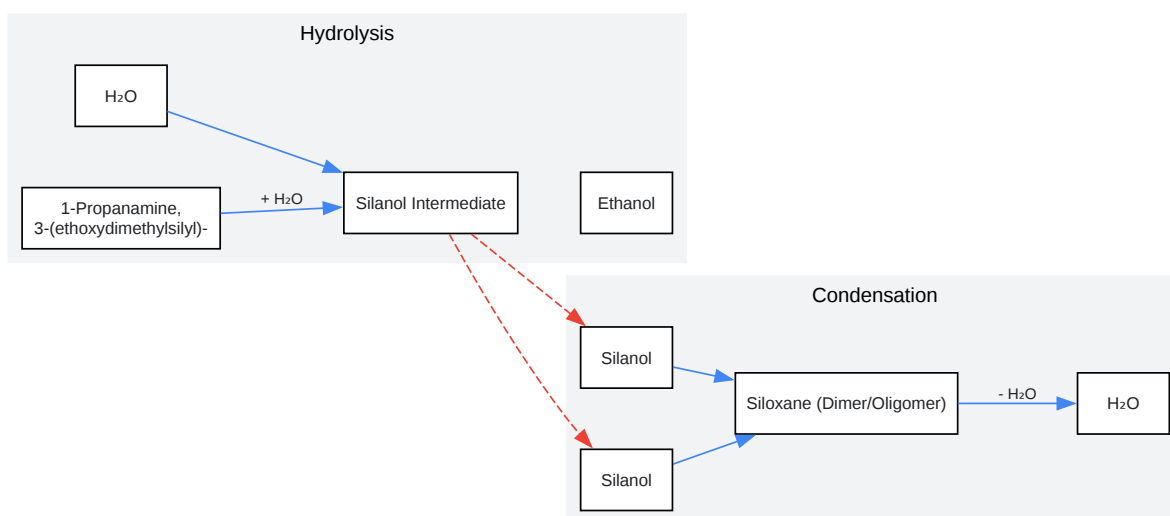 Hydrolysis
H₂O
1-Propanamine,
3-(ethoxydimethylsilyl)-
+ H₂O
Silanol Intermediate
Ethanol
Condensation
Silanol
Silanol
Siloxane (Dimer/Oligomer)
- H₂O
H₂O